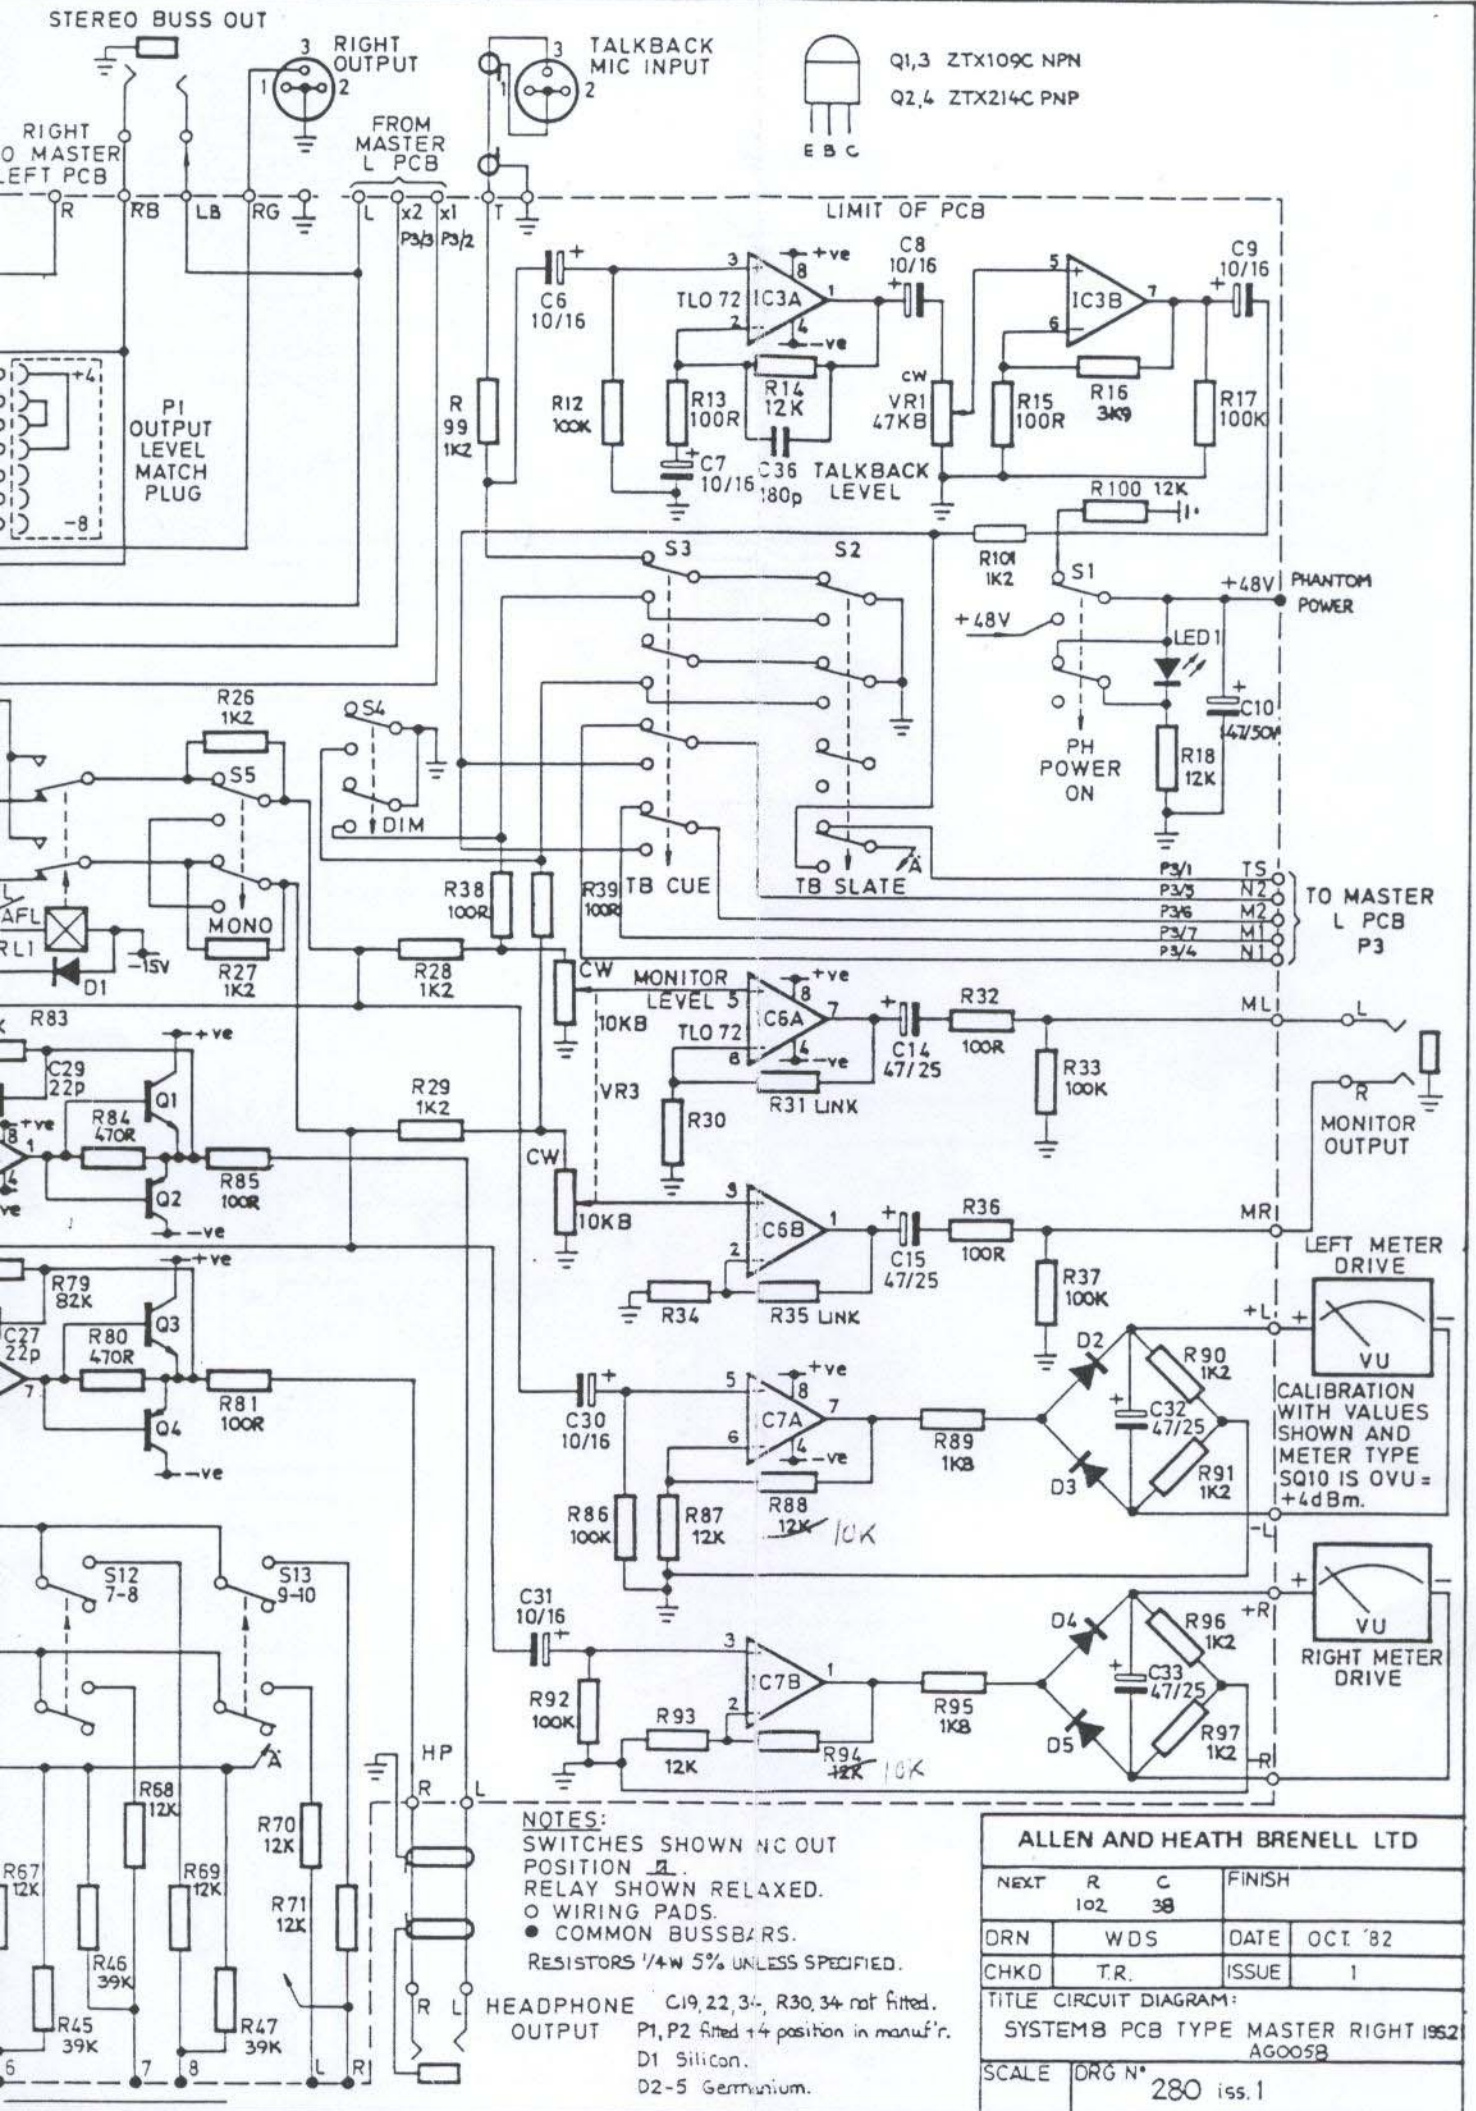 STEREO BUSS OUT
3 RIGHT OUTPUT
1 2
3 TALKBACK MIC INPUT
1 2
Q1,3 ZTX109C NPN
Q2,4 ZTX214C PNP
E B C
RIGHT
O MASTER
LEFT PCB
FROM
MASTER
L PCB
R RB LB RG L x2 x1 T
P3/3 P3/2
LIMIT OF PCB
+4
P1
OUTPUT
LEVEL
MATCH
PLUG
-8
R
99
1K2
C6
10/16
R12
100K
TLO 72
IC3A
3 2 8 1 4
+ve
-ve
R13
100R
R14
12K
C7
10/16
C36
180p
C8
10/16
CW
VR1
47KB
TALKBACK
LEVEL
IC3B
5 6 7
R15
100R
R16
3K9
R17
100K
C9
10/16
R100 12K
R101
1K2
S3
S2
S1
+48V
+48V
PHANTOM
POWER
LED1
C10
47/50V
R18
12K
PH
POWER
ON
R26
1K2
S5
MONO
R27
1K2
S4
DIM
AFL
RL1
D1
-15V
R38
100R
R39
100R
TB CUE
TB SLATE
A
P3/1 TS
P3/5 N2
P3/6 M2
P3/7 M1
P3/4 N1
TO MASTER
L PCB
P3
R28
1K2
CW
MONITOR
LEVEL
10KB
VR3
TLO 72
C6A
5 6 8 7 4
+ve
-ve
R30
R31 LINK
C14
47/25
R32
100R
R33
100K
ML
L
R
MONITOR
OUTPUT
R83
C29
22p
+ve
Q1
R84
470R
+ve
8
1
4
ve
R85
100R
Q2
-ve
R29
1K2
CW
10KB
C6B
3 2 1
R34
R35 LINK
C15
47/25
R36
100R
R37
100K
MR
LEFT METER
DRIVE
+ve
R79
82K
C27
22p
Q3
R80
470R
7
R81
100R
Q4
-ve
C30
10/16
C7A
5 6 8 7 4
+ve
-ve
R86
100K
R87
12K
R88
12K 10K
R89
1K8
D2
D3
C32
47/25
R90
1K2
R91
1K2
+L
-L
+ -
VU
CALIBRATION
WITH VALUES
SHOWN AND
METER TYPE
SQ10 IS OVU =
+4dBm.
S12
7-8
S13
9-10
A
C31
10/16
IC7B
3 2 1
R92
100K
R93
12K
R94
12K 10K
R95
1K8
D4
D5
C33
47/25
R96
1K2
R97
1K2
+R
-R
+ -
VU
RIGHT METER
DRIVE
HP
R L
R67
12K
R68
12K
R69
12K
R70
12K
R71
12K
R45
39K
R46
39K
R47
39K
6 7 8 L R
R L
HEADPHONE
OUTPUT
NOTES:
SWITCHES SHOWN NC OUT
POSITION
RELAY SHOWN RELAXED.
O WIRING PADS.
● COMMON BUSSBARS.
RESISTORS 1/4W 5% UNLESS SPECIFIED.
C19, 22, 34, R30, 34 not fitted.
P1, P2 fitted +4 position in manuf'r.
D1 Silicon.
D2-5 Germanium.
ALLEN AND HEATH BRENELL LTD
NEXT R 102 C 38 FINISH
DRN WDS DATE OCT '82
CHKD T.R. ISSUE 1
TITLE CIRCUIT DIAGRAM:
SYSTEM8 PCB TYPE MASTER RIGHT 1982
AG0058
SCALE DRG N° 280 iss.1